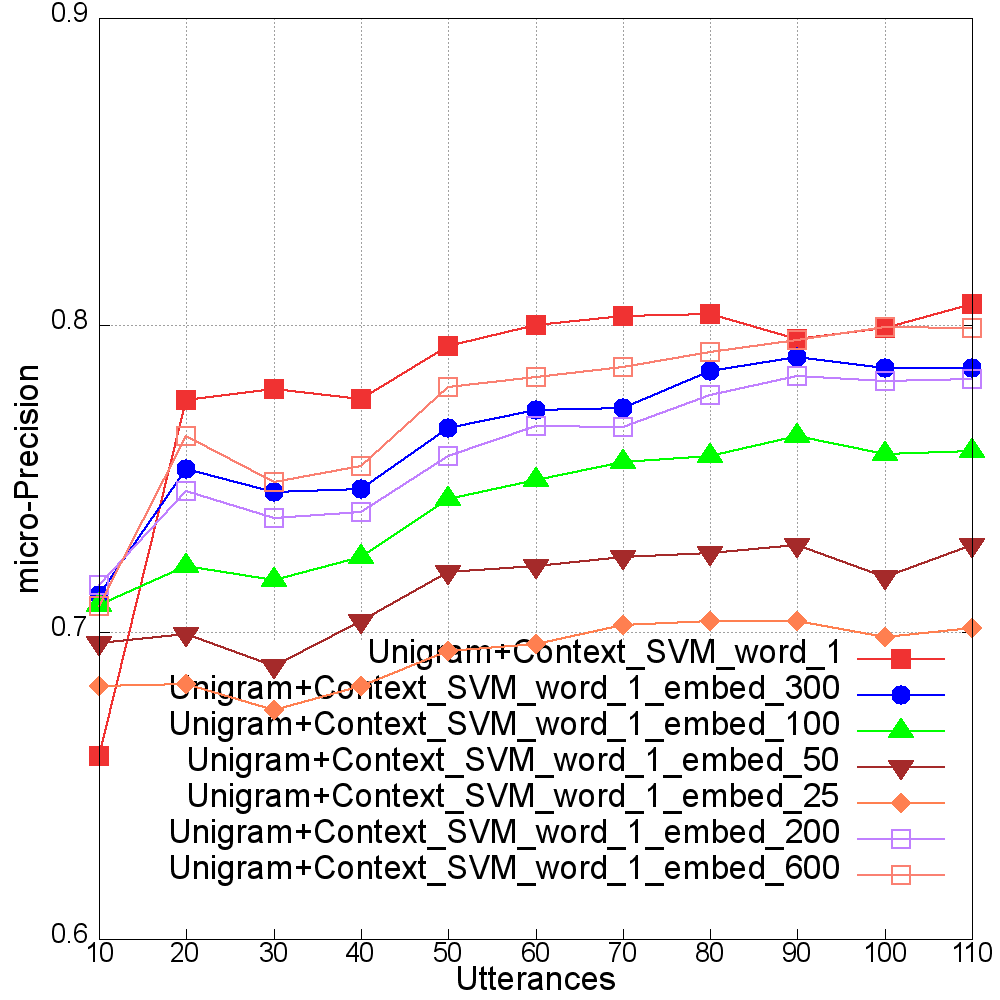 0.9
0.8
0.7
0.6
micro-Precision
Unigram+Context_SVM_word_1
Unigram+Context_SVM_word_1_embed_300
Unigram+Context_SVM_word_1_embed_100
Unigram+Context_SVM_word_1_embed_50
Unigram+Context_SVM_word_1_embed_25
Unigram+Context_SVM_word_1_embed_200
Unigram+Context_SVM_word_1_embed_600
10 20 30 40 50 60 70 80 90 100 110
Utterances